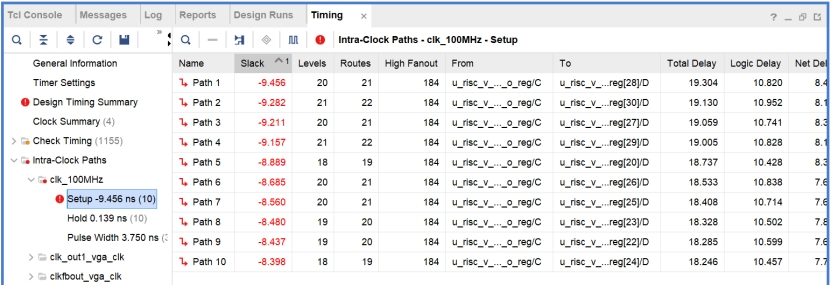 Tcl Console Messages Log Reports Design Runs Timing × ? _
» Intra-Clock Paths - clk_100MHz - Setup
General Information
Timer Settings
Design Timing Summary
Clock Summary (4)
> Check Timing (1155)
Intra-Clock Paths
clk_100MHz
Setup -9.456 ns (10)
Hold 0.139 ns (10)
Pulse Width 3.750 ns (
> clk_out1_vga_clk
> clkfbout_vga_clk
Name Slack ^1 Levels Routes High Fanout From To Total Delay Logic Delay Net Del
Path 1 -9.456 20 21 184 u_risc_v_..._o_reg/C u_risc_v_...reg[28]/D 19.304 10.820 8.4
Path 2 -9.282 21 22 184 u_risc_v_..._o_reg/C u_risc_v_...reg[30]/D 19.130 10.952 8.1
Path 3 -9.211 20 21 184 u_risc_v_..._o_reg/C u_risc_v_...reg[27]/D 19.059 10.741 8.3
Path 4 -9.157 21 22 184 u_risc_v_..._o_reg/C u_risc_v_...reg[29]/D 19.005 10.828 8.1
Path 5 -8.889 18 19 184 u_risc_v_..._o_reg/C u_risc_v_...reg[20]/D 18.737 10.428 8.3
Path 6 -8.685 20 21 184 u_risc_v_..._o_reg/C u_risc_v_...reg[26]/D 18.533 10.838 7.6
Path 7 -8.560 20 21 184 u_risc_v_..._o_reg/C u_risc_v_...reg[25]/D 18.408 10.714 7.6
Path 8 -8.480 19 20 184 u_risc_v_..._o_reg/C u_risc_v_...reg[23]/D 18.328 10.502 7.8
Path 9 -8.437 19 20 184 u_risc_v_..._o_reg/C u_risc_v_...reg[22]/D 18.285 10.599 7.6
Path 10 -8.398 18 19 184 u_risc_v_..._o_reg/C u_risc_v_...reg[24]/D 18.246 10.457 7.7